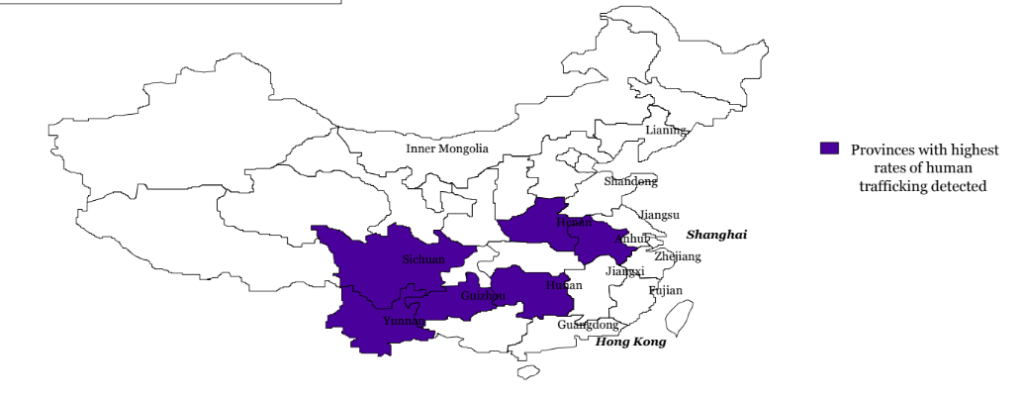 Lianing
Inner Mongolia
Provinces with highest
rates of human
trafficking detected
Shandong
Jiangsu
Henan
Shanghai
Anhui
Zhejiang
Sichuan
Jiangxi
Hunan
Fujian
Guizhou
Yunnan
Guangdong
Hong Kong